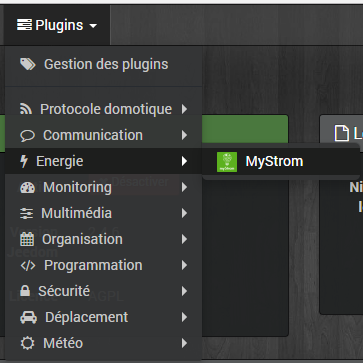 Plugins
Gestion des plugins
Protocole domotique
Communication
Energie
MyStrom
Monitoring
Multimédia
Organisation
Programmation
Sécurité
Déplacement
Météo
Ni